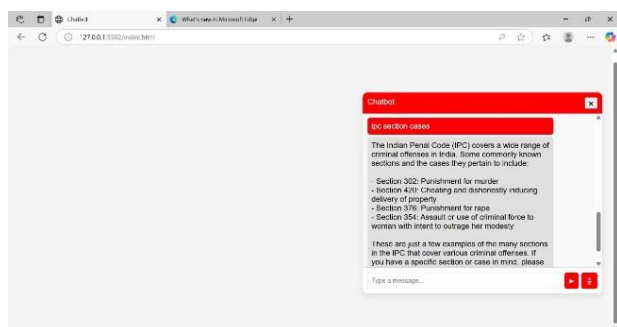 Chatbot
What's new in Microsoft Edge
127.0.0.1:5502/index.html
Chatbot
ipc section cases
The Indian Penal Code (IPC) covers a wide range of
criminal offenses in India. Some commonly known
sections and the cases they pertain to include:
- Section 302: Punishment for murder
- Section 420: Cheating and dishonestly inducing
delivery of property
- Section 376: Punishment for rape
- Section 354: Assault or use of criminal force to
woman with intent to outrage her modesty
These are just a few examples of the many sections
in the IPC that cover various criminal offenses. If
you have a specific section or case in mind, please
Type a message...